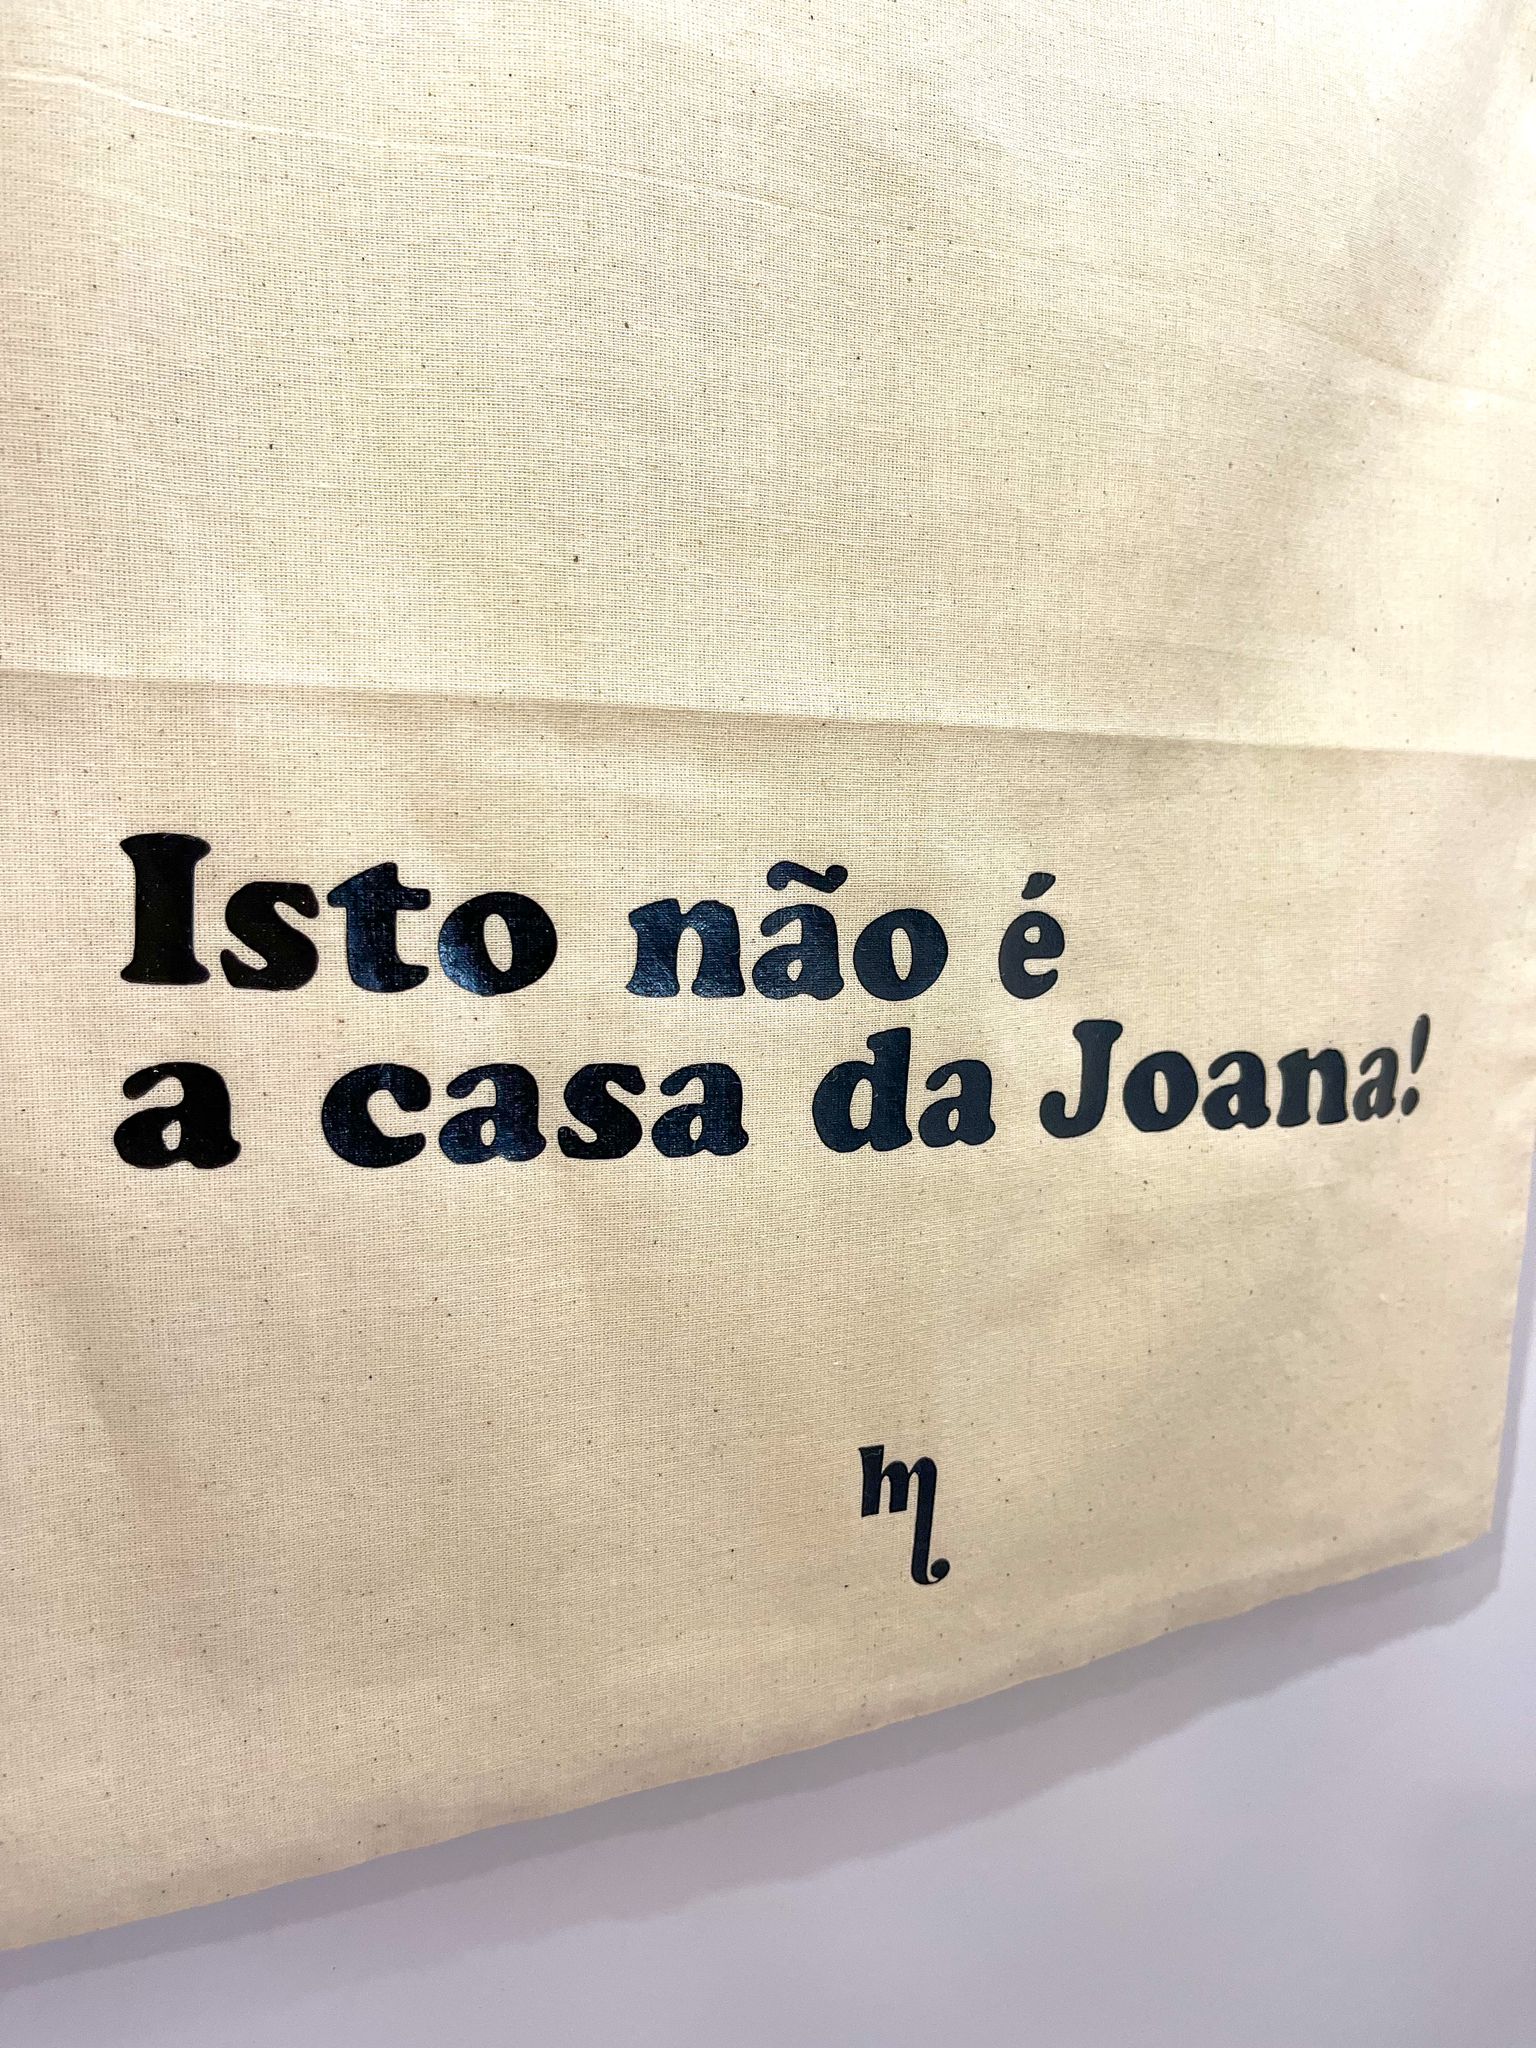 Isto não é
a casa da Joana!
m